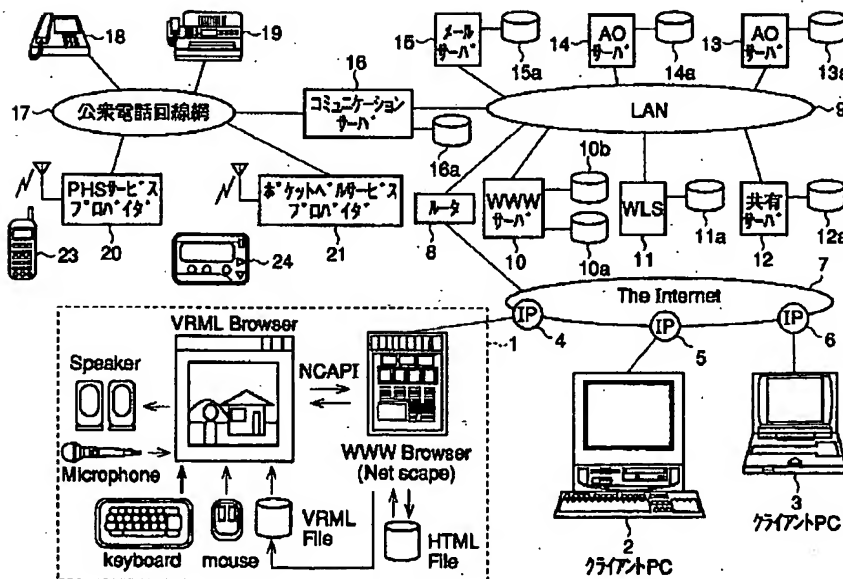 18
19
17
公衆電話回線網
16
コミュニケーション
サーバ
16a
15
メール
サーバ
15a
14
AO
サーバ
14a
13
AO
サーバ
13a
LAN
9
PHSサービス
プロバイダ
20
ポケットベルサービス
プロバイダ
21
23
24
ルータ
8
WWW
サーバ
10
10b
10a
WLS
11
11a
共有
サーバ
12
12a
The Internet
7
IP
4
IP
5
IP
6
1
VRML Browser
Speaker
NCAPI
Microphone
WWW Browser
(Net scape)
keyboard
mouse
VRML
File
HTML
File
2
クライアントPC
3
クライアントPC